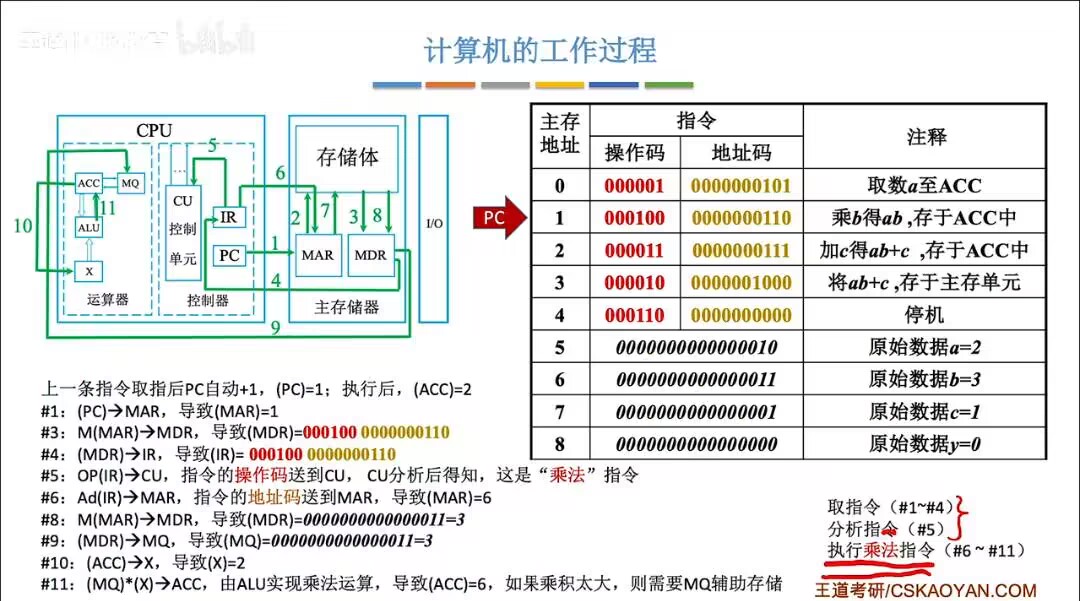 计算机的工作过程
CPU
ACC
MQ
ALU
X
运算器
…
CU
控制
单元
IR
PC
控制器
存储体
MAR
MDR
主存储器
I/O
1
2
3
4
5
6
7
8
9
10
11
PC
主存地址 指令 注释
操作码 地址码
0 000001 0000000101 取数a至ACC
1 000100 0000000110 乘b得ab ,存于ACC中
2 000011 0000000111 加c得ab+c ,存于ACC中
3 000010 0000001000 将ab+c ,存于主存单元
4 000110 0000000000 停机
5 0000000000000010 原始数据a=2
6 0000000000000011 原始数据b=3
7 0000000000000001 原始数据c=1
8 0000000000000000 原始数据y=0
上一条指令取指后PC自动+1，(PC)=1；执行后，(ACC)=2
#1：(PC)→MAR，导致(MAR)=1
#3：M(MAR)→MDR，导致(MDR)=000100 0000000110
#4：(MDR)→IR，导致(IR)= 000100 0000000110
#5：OP(IR)→CU，指令的操作码送到CU， CU分析后得知，这是“乘法”指令
#6：Ad(IR)→MAR，指令的地址码送到MAR，导致(MAR)=6
#8：M(MAR)→MDR，导致(MDR)=0000000000000011=3
#9：(MDR)→MQ，导致(MQ)=0000000000000011=3
#10：(ACC)→X，导致(X)=2
#11：(MQ)*(X)→ACC，由ALU实现乘法运算，导致(ACC)=6，如果乘积太大，则需要MQ辅助存储
取指令（#1~#4）
分析指令（#5）
执行乘法指令（#6 ~ #11）
王道考研/CSKAOYAN.COM